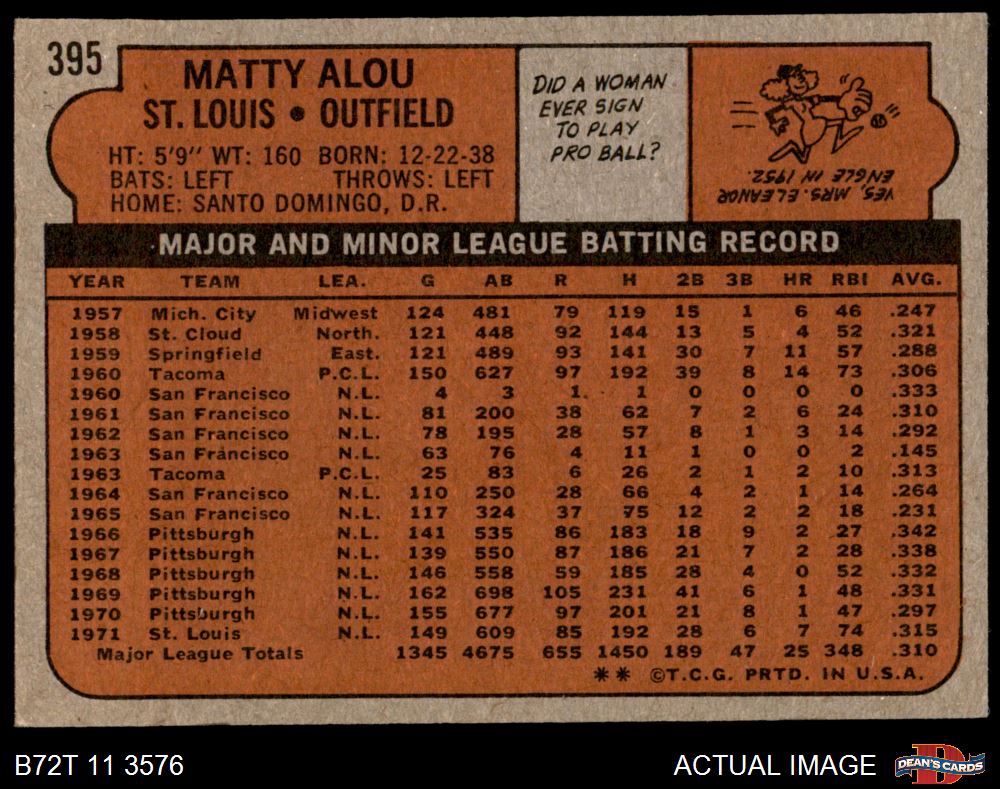 395
MATTY ALOU
ST. LOUIS • OUTFIELD
HT: 5'9" WT: 160 BORN: 12-22-38
BATS: LEFT THROWS: LEFT
HOME: SANTO DOMINGO, D.R.
DID A WOMAN
EVER SIGN
TO PLAY
PRO BALL?
YES, MRS. ELEANOR
ENGLE IN 1952.
MAJOR AND MINOR LEAGUE BATTING RECORD
YEAR TEAM LEA. G AB R H 2B 3B HR RBI AVG.
1957 Mich. City Midwest 124 481 79 119 15 1 6 46 .247
1958 St. Cloud North. 121 448 92 144 13 5 4 52 .321
1959 Springfield East. 121 489 93 141 30 7 11 57 .288
1960 Tacoma P.C.L. 150 627 97 192 39 8 14 73 .306
1960 San Francisco N.L. 4 3 1 1 0 0 0 0 .333
1961 San Francisco N.L. 81 200 38 62 7 2 6 24 .310
1962 San Francisco N.L. 78 195 28 57 8 1 3 14 .292
1963 San Francisco N.L. 63 76 4 11 1 0 0 2 .145
1963 Tacoma P.C.L. 25 83 6 26 2 1 2 10 .313
1964 San Francisco N.L. 110 250 28 66 4 2 1 14 .264
1965 San Francisco N.L. 117 324 37 75 12 2 2 18 .231
1966 Pittsburgh N.L. 141 535 86 183 18 9 2 27 .342
1967 Pittsburgh N.L. 139 550 87 186 21 7 2 28 .338
1968 Pittsburgh N.L. 146 558 59 185 28 4 0 52 .332
1969 Pittsburgh N.L. 162 698 105 231 41 6 1 48 .331
1970 Pittsburgh N.L. 155 677 97 201 21 8 1 47 .297
1971 St. Louis N.L. 149 609 85 192 28 6 7 74 .315
Major League Totals 1345 4675 655 1450 189 47 25 348 .310
** ©T.C.G. PRTD. IN U.S.A.
B72T 11 3576
ACTUAL IMAGE
DEAN'S CARDS